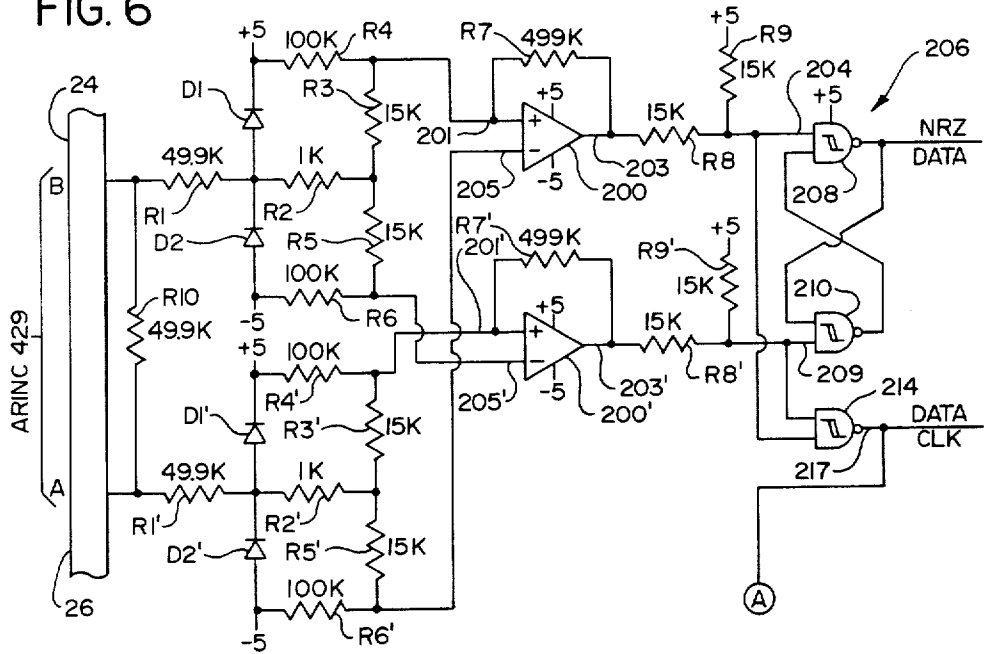 FIG. 6
+5
100K
R4
R7
499K
+5
R9
206
24
D1
R3
15K
+5
15K
204
+5
201
+
-
15K
NRZ
DATA
49.9K
1K
205
-5
203
R8
208
B
R1
R2
200
R7'
499K
D2
R5
15K
201'
R9'
+5
ARINC 429
R10
49.9K
100K
-5
R6
+5
15K
210
+
-
15K
+5
100K
R4'
205'
-5
203'
R8'
209
214
D1'
R3'
15K
200'
DATA
CLK
49.9K
1K
217
A
R1'
R2'
D2'
R5'
15K
100K
26
-5
R6'
A